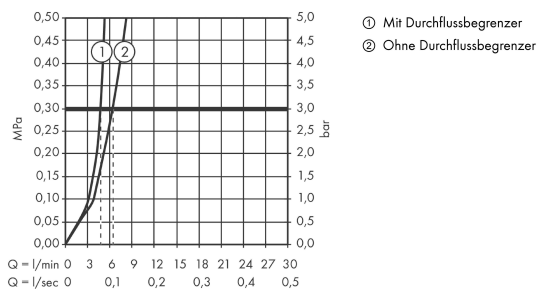 ① Mit Durchflussbegrenzer
② Ohne Durchflussbegrenzer
MPa
bar
0,50 5,0
0,45 4,5
0,40 4,0
0,35 3,5
0,30 3,0
0,25 2,5
0,20 2,0
0,15 1,5
0,10 1,0
0,05 0,5
0,00 0,0
1 2
Q = l/min 0 3 6 9 12 15 18 21 24 27 30
Q = l/sec 0 0,1 0,2 0,3 0,4 0,5